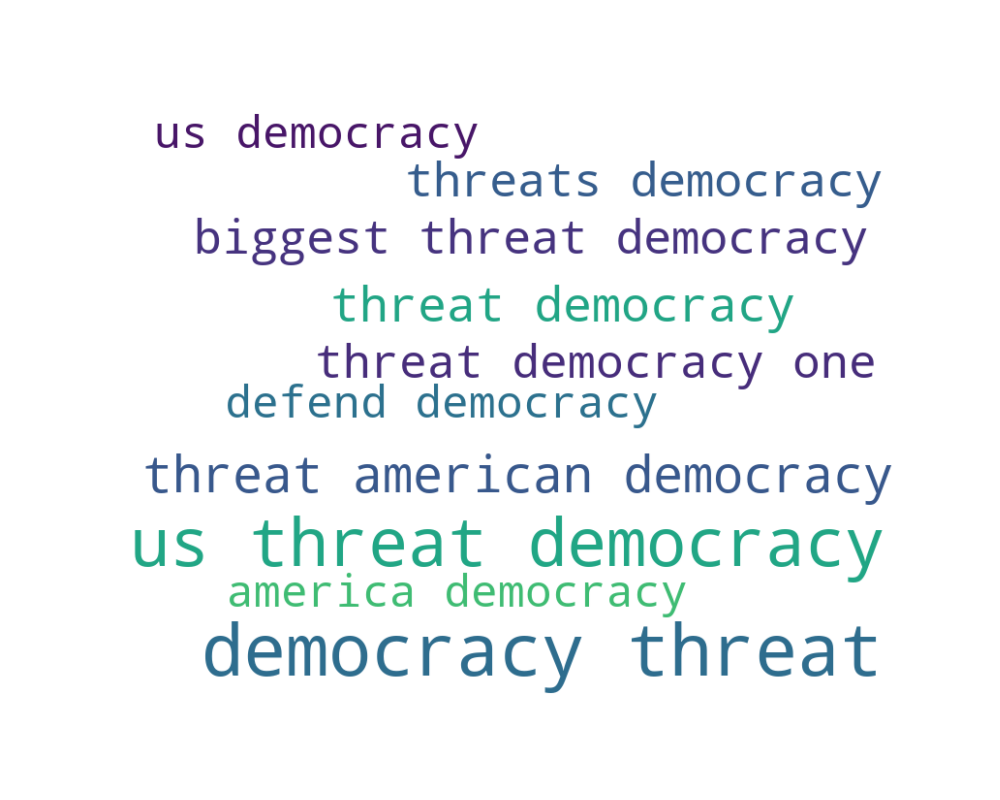 us democracy
threats democracy
biggest threat democracy
threat democracy
threat democracy one
defend democracy
threat american democracy
us threat democracy
america democracy
democracy threat